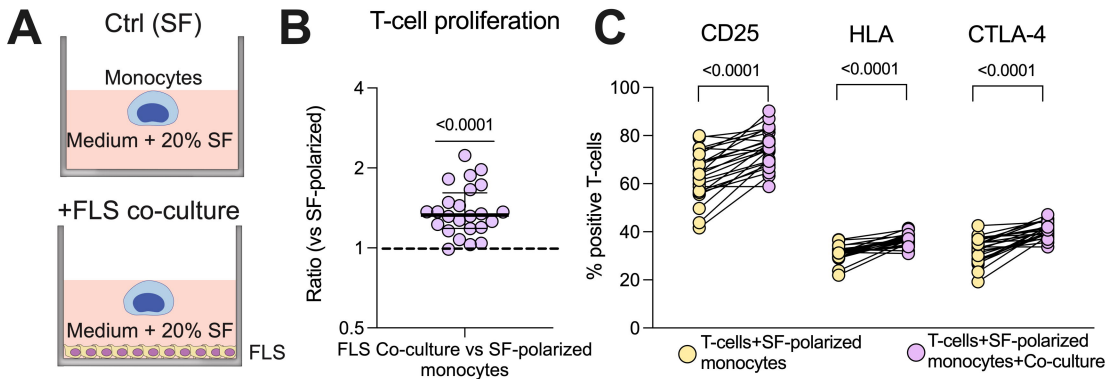 A
Ctrl (SF)
Monocytes
Medium + 20% SF
+FLS co-culture
Medium + 20% SF
FLS
B
T-cell proliferation
Ratio (vs SF-polarized)
4
2
1
0.5
<0.0001
FLS Co-culture vs SF-polarized
monocytes
C
CD25
HLA
CTLA-4
<0.0001
<0.0001
<0.0001
% positive T-cells
100
80
60
40
20
0
T-cells+SF-polarized
monocytes
T-cells+SF-polarized
monocytes+Co-culture